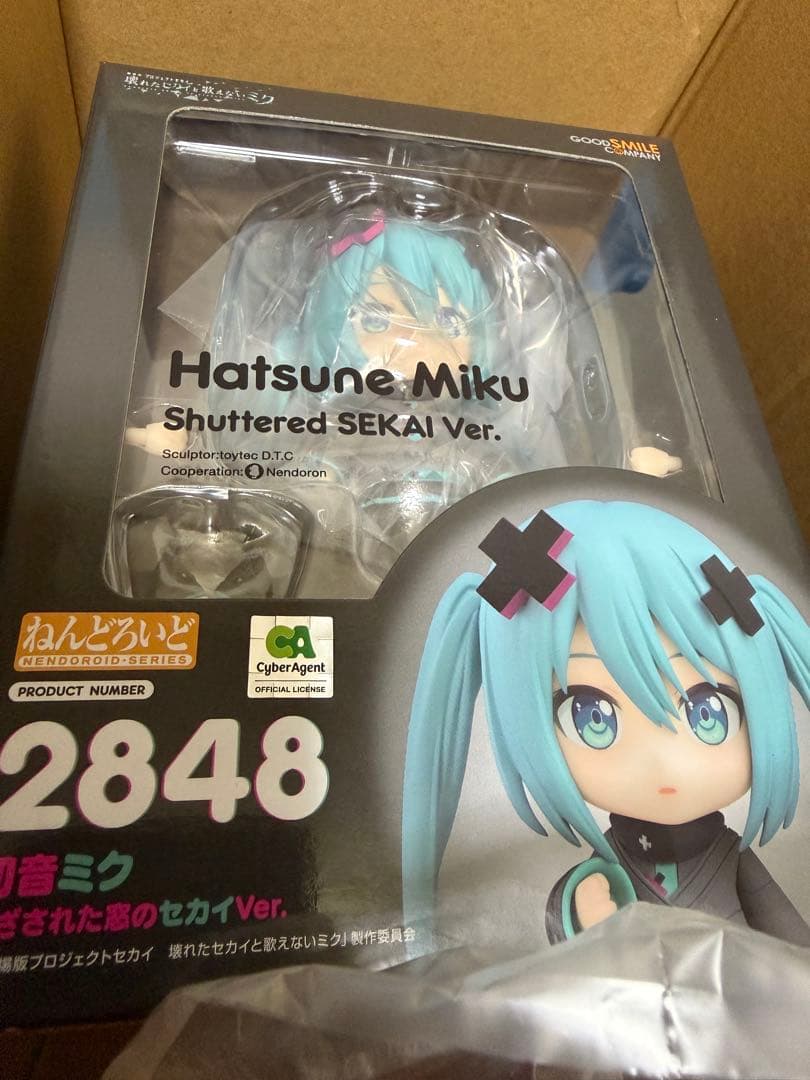 壊れたセカイと歌えないミク
GOOD SMILE
COMPANY
Hatsune Miku
Shuttered SEKAI Ver.
Sculptor:toytec D.T.C
Cooperation: Nendoron
ねんどろいど
NENDOROID・SERIES
CA
CyberAgent
OFFICIAL LICENSE
PRODUCT NUMBER
2848
初音ミク
ざされた窓のセカイVer.
場版プロジェクトセカイ 壊れたセカイと歌えないミク」製作委員会